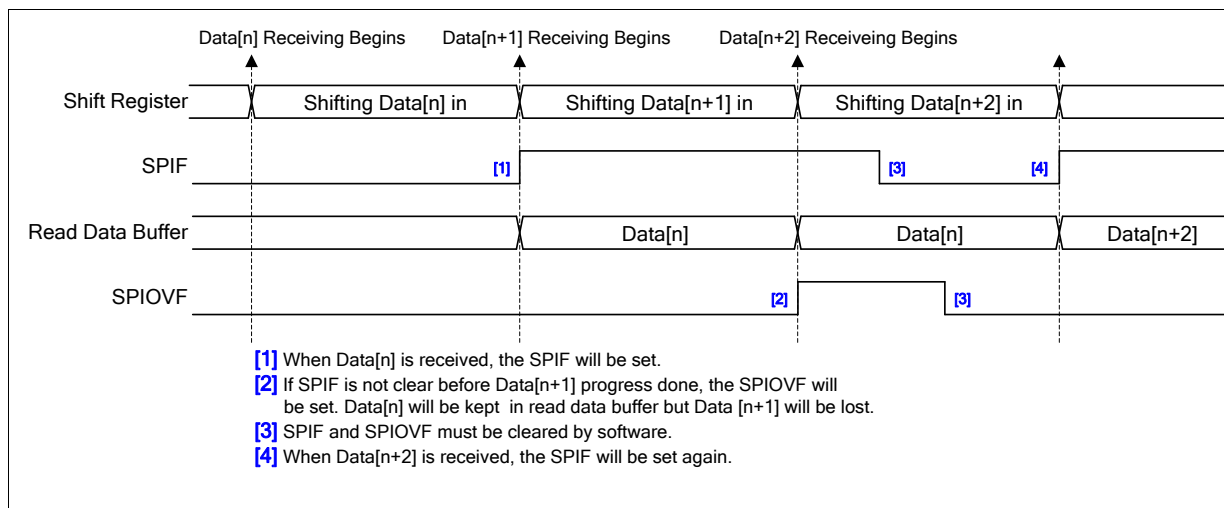 Data[n] Receiving Begins
Data[n+1] Receiving Begins
Data[n+2] Receiveing Begins
Shift Register
Shifting Data[n] in
Shifting Data[n+1] in
Shifting Data[n+2] in
SPIF
[1]
[3]
[4]
Read Data Buffer
Data[n]
Data[n]
Data[n+2]
SPIOVF
[2]
[3]
[1] When Data[n] is received, the SPIF will be set.
[2] If SPIF is not clear before Data[n+1] progress done, the SPIOVF will
be set. Data[n] will be kept in read data buffer but Data [n+1] will be lost.
[3] SPIF and SPIOVF must be cleared by software.
[4] When Data[n+2] is received, the SPIF will be set again.